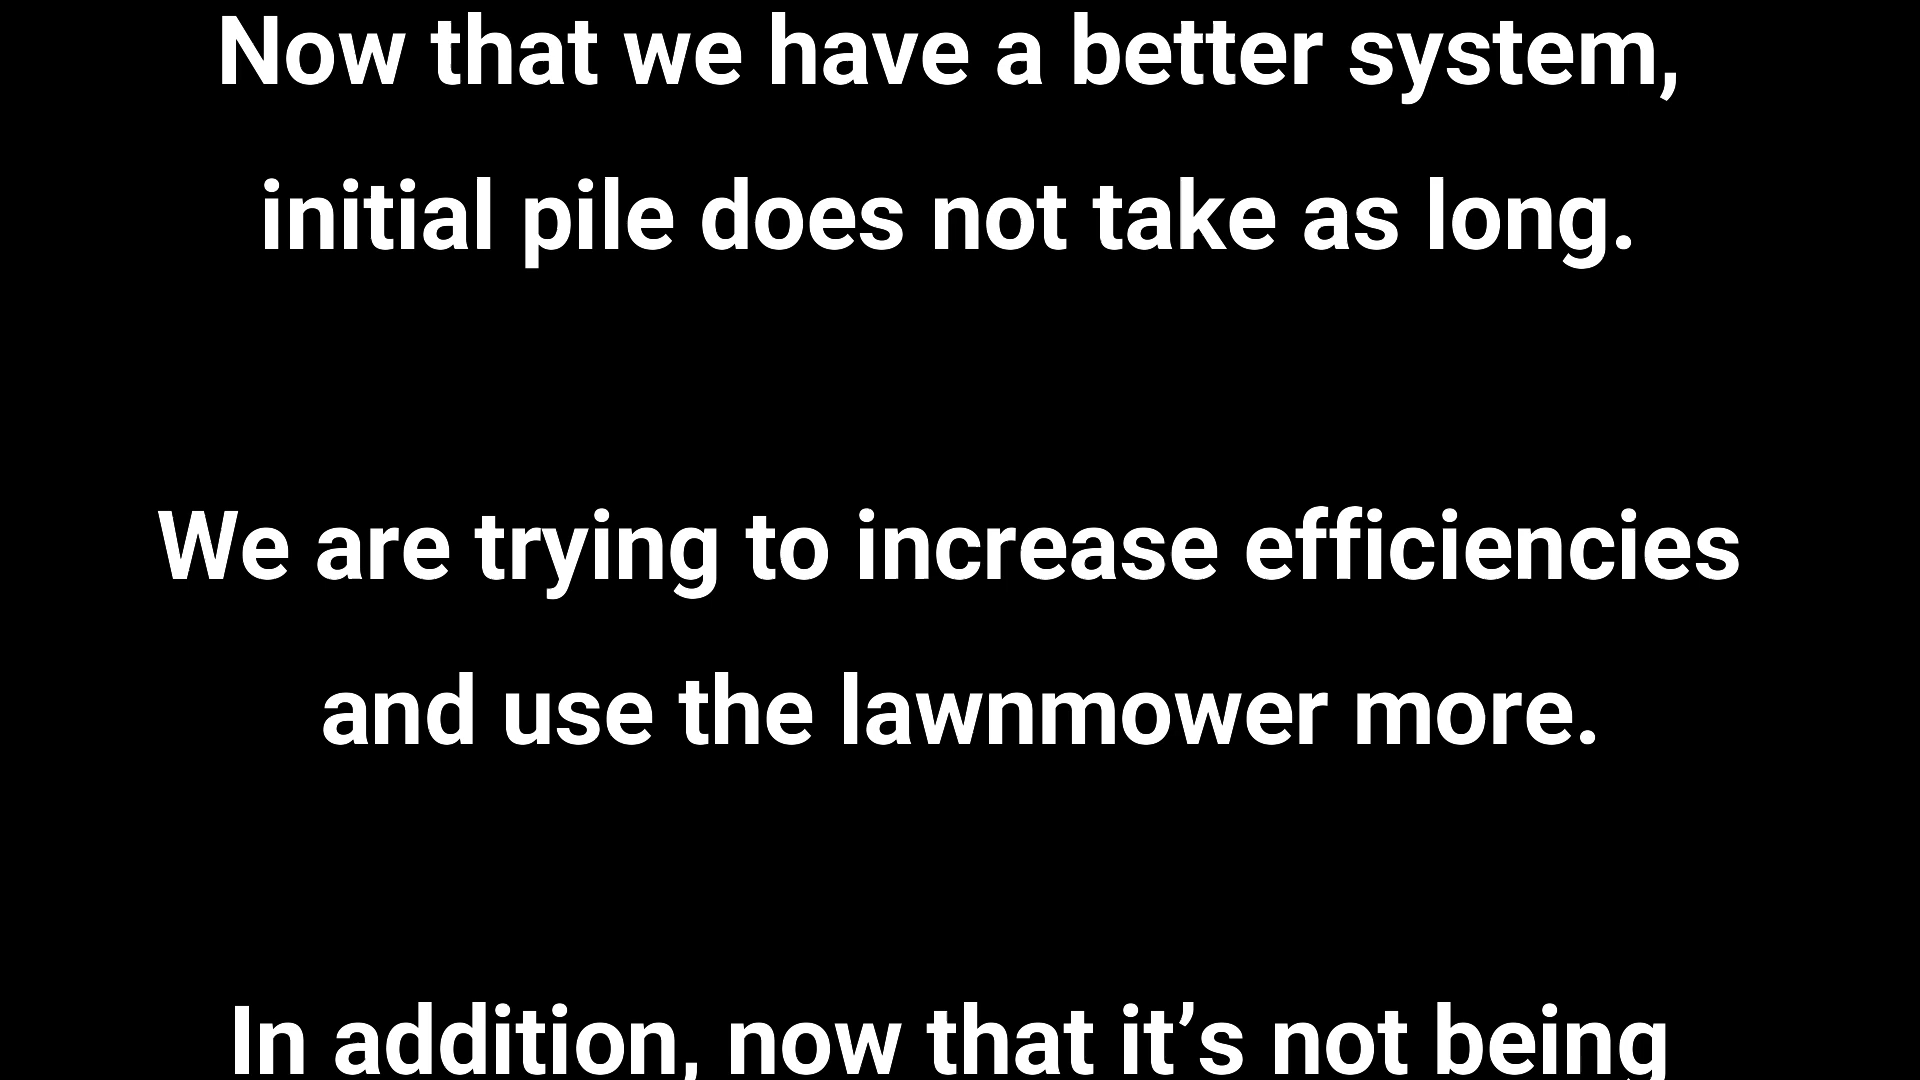 Now that we have a better system,
initial pile does not take as long.
We are trying to increase efficiencies
and use the lawnmower more.
In addition, now that it’s not being